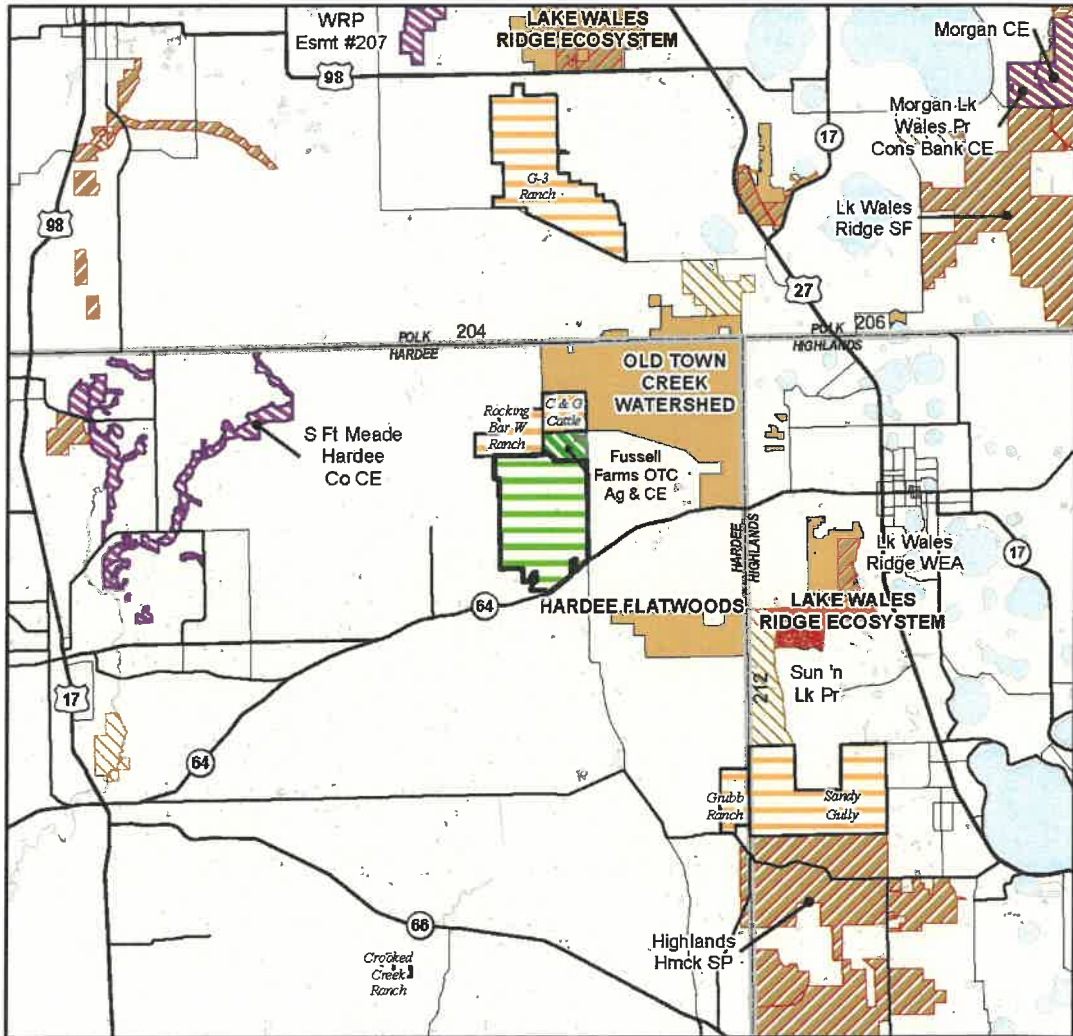 WRP
Esmt #207
LAKE WALES
RIDGE ECOSYSTEM
Morgan CE
98
Morgan Lk
Wales Pr
Cons Bank CE
17
G-3
Ranch
98
Lk Wales
Ridge SF
27
POLK
HARDEE
204
206
POLK
HIGHLANDS
OLD TOWN
CREEK
WATERSHED
C & G
Cattle
Rocking
Bar W
Ranch
S Ft Meade
Hardee
Co CE
Fussell
Farms OTC
Ag & CE
HARDEE
HIGHLANDS
Lk Wales
Ridge WEA
17
64
HARDEE FLATWOODS
LAKE WALES
RIDGE ECOSYSTEM
Sun 'n
Lk Pr
212
17
64
Grubb
Ranch
Sandy
Gully
66
Highlands
Hmck SP
Crooked
Creek
Ranch